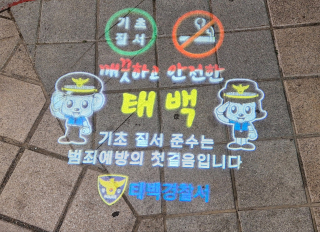 기초
질서
깨끗하고 안전한
태백
기초 질서 준수는
범죄예방의 첫걸음입니다
태백경찰서